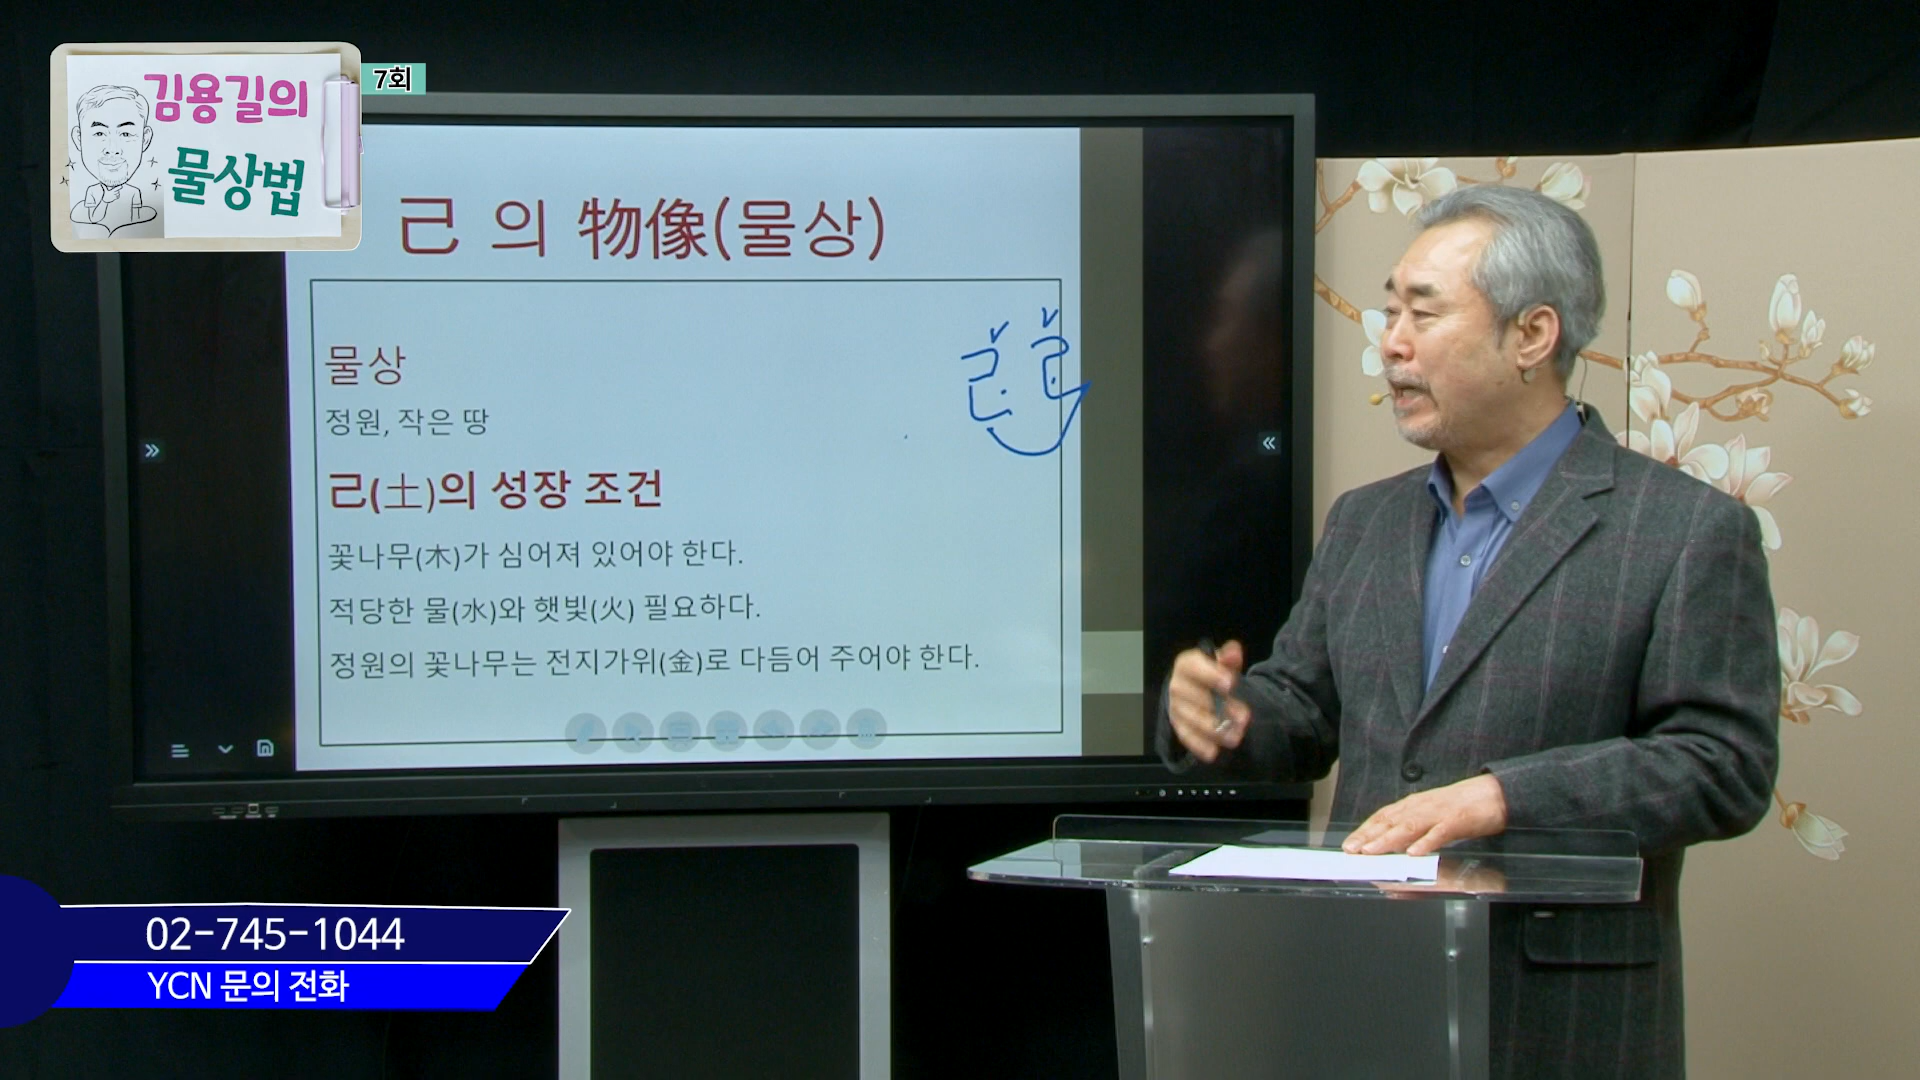 김용길의
물상법
7회
己 의 物像(물상)
물상
정원, 작은 땅
己(土)의 성장 조건
꽃나무(木)가 심어져 있어야 한다.
적당한 물(水)와 햇빛(火) 필요하다.
정원의 꽃나무는 전지가위(金)로 다듬어 주어야 한다.
02-745-1044
YCN 문의 전화